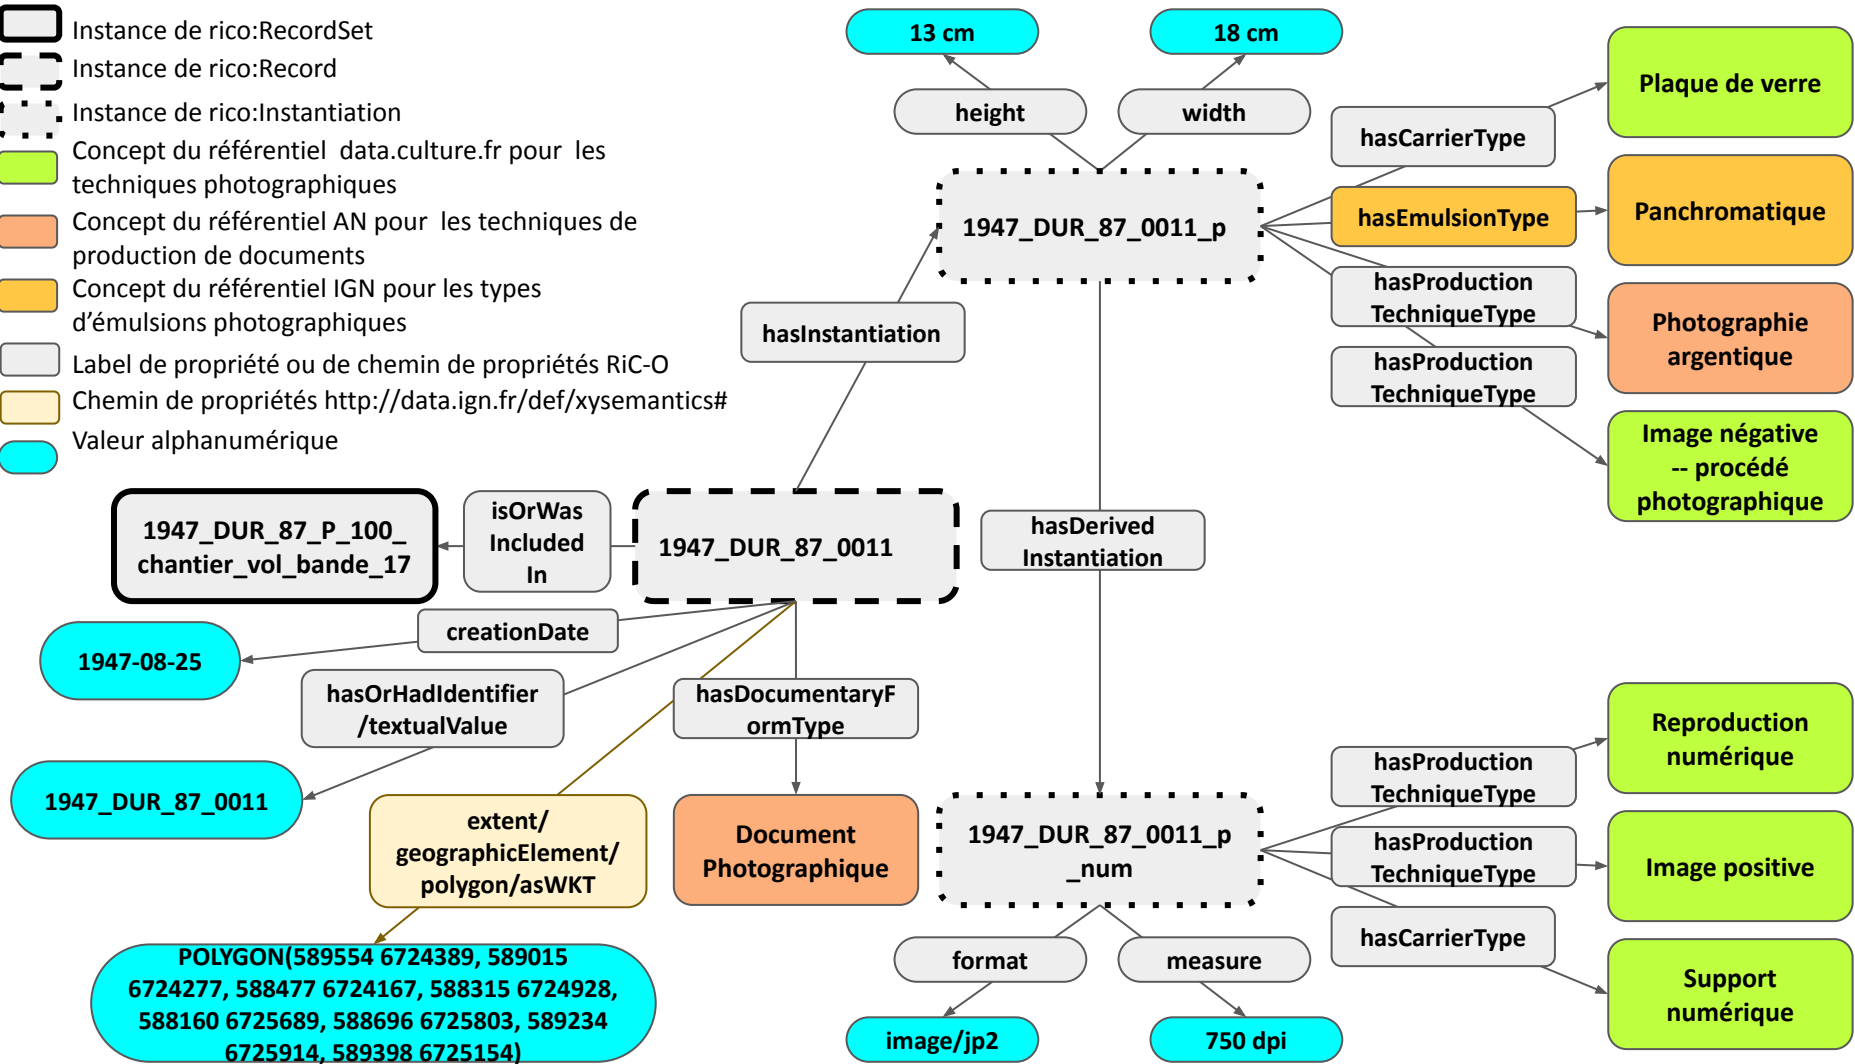 Instance de rico:RecordSet
Instance de rico:Record
Instance de rico:Instantiation
Concept du référentiel data.culture.fr pour les
techniques photographiques
Concept du référentiel AN pour les techniques de
production de documents
Concept du référentiel IGN pour les types
d’émulsions photographiques
Label de propriété ou de chemin de propriétés RiC-O
Chemin de propriétés http://data.ign.fr/def/xysemantics#
Valeur alphanumérique
13 cm
18 cm
height
width
1947_DUR_87_0011_p
hasCarrierType
Plaque de verre
hasEmulsionType
Panchromatique
hasProduction
TechniqueType
Photographie
argentique
hasProduction
TechniqueType
Image négative
-- procédé
photographique
hasInstantiation
1947_DUR_87_P_100_
chantier_vol_bande_17
isOrWas
Included
In
1947_DUR_87_0011
hasDerived
Instantiation
creationDate
1947-08-25
hasOrHadIdentifier
/textualValue
1947_DUR_87_0011
hasDocumentaryF
ormType
Document
Photographique
extent/
geographicElement/
polygon/asWKT
POLYGON(589554 6724389, 589015
6724277, 588477 6724167, 588315 6724928,
588160 6725689, 588696 6725803, 589234
6725914, 589398 6725154)
1947_DUR_87_0011_p
_num
hasProduction
TechniqueType
Reproduction
numérique
hasProduction
TechniqueType
Image positive
hasCarrierType
Support
numérique
format
measure
image/jp2
750 dpi